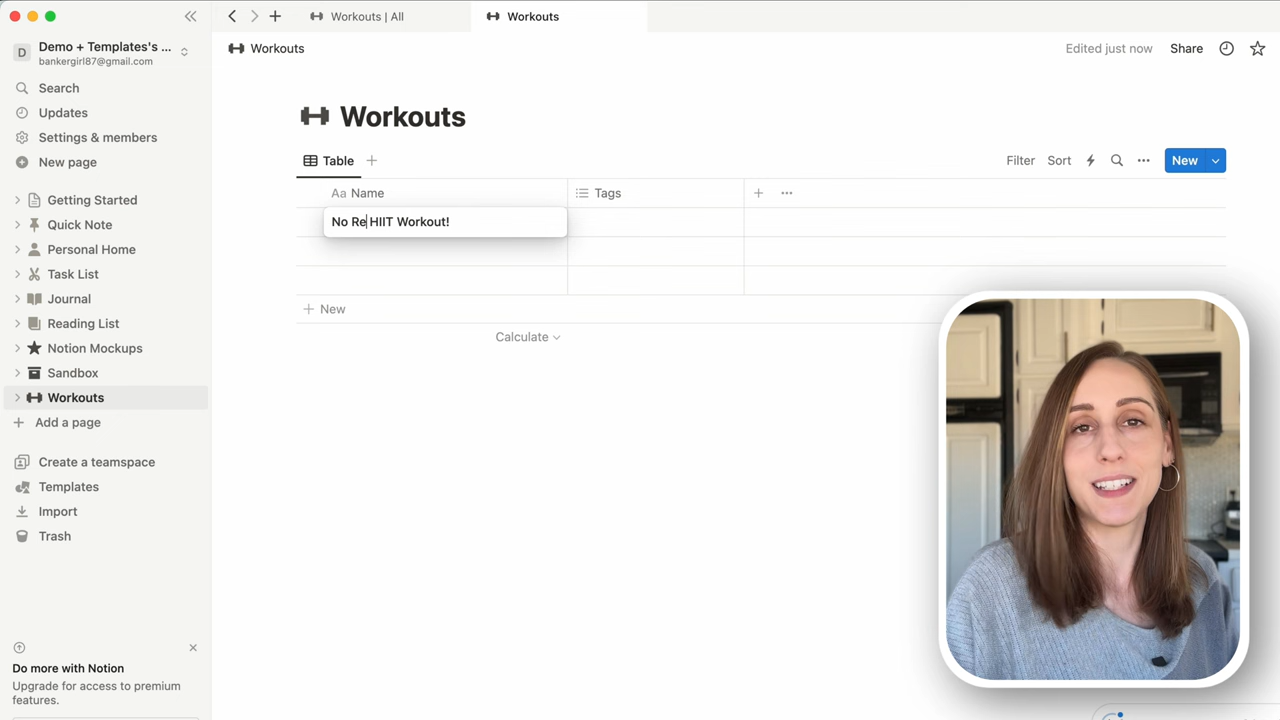 Workouts | All
Workouts
D
Demo + Templates's ...
bankergirl87@gmail.com
Search
Updates
Settings & members
New page
Getting Started
Quick Note
Personal Home
Task List
Journal
Reading List
Notion Mockups
Sandbox
Workouts
Add a page
Create a teamspace
Templates
Import
Trash
Do more with Notion
Upgrade for access to premium
features.
Workouts
Edited just now
Share
Workouts
Table
Filter
Sort
New
Aa Name
Tags
No Re HIIT Workout!
New
Calculate